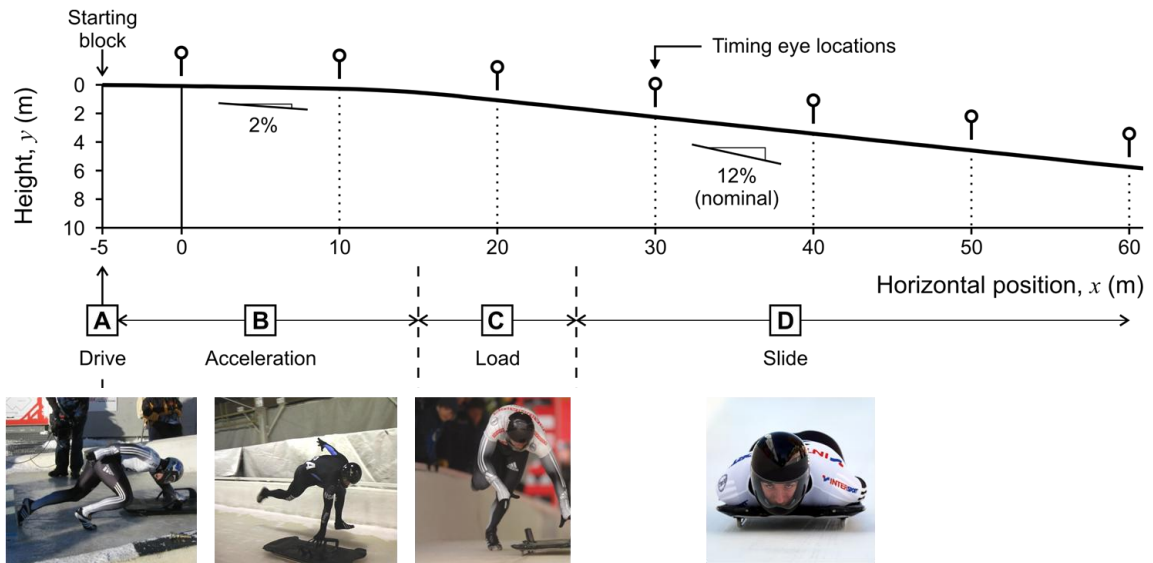 Starting
block
Timing eye locations
Height, y (m)
0
2
4
6
8
10
2%
12%
(nominal)
-5
0
10
20
30
40
50
60
Horizontal position, x (m)
A
B
C
D
Drive
Acceleration
Load
Slide